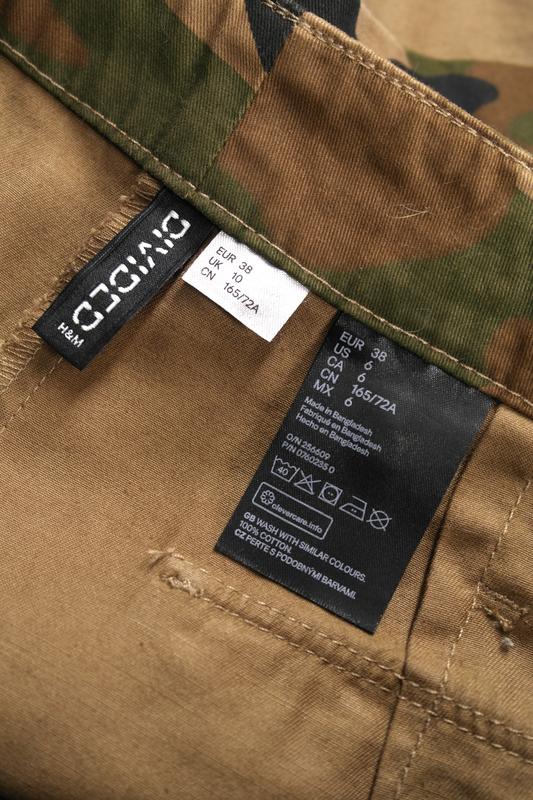 DIVIDED
H&M
EUR 38
UK 10
CN 165/72A
EUR 38
US 6
CA 6
CN 165/72A
MX 6
Made in Bangladesh
Fabriqué en Bangladesh
Hecho en Bangladesh
O/N 256609
P/N 0760235 0
40
clevercare.info
GB WASH WITH SIMILAR COLOURS.
100% COTTON.
CZ PERTE S PODOBNÝMI BARVAMI.